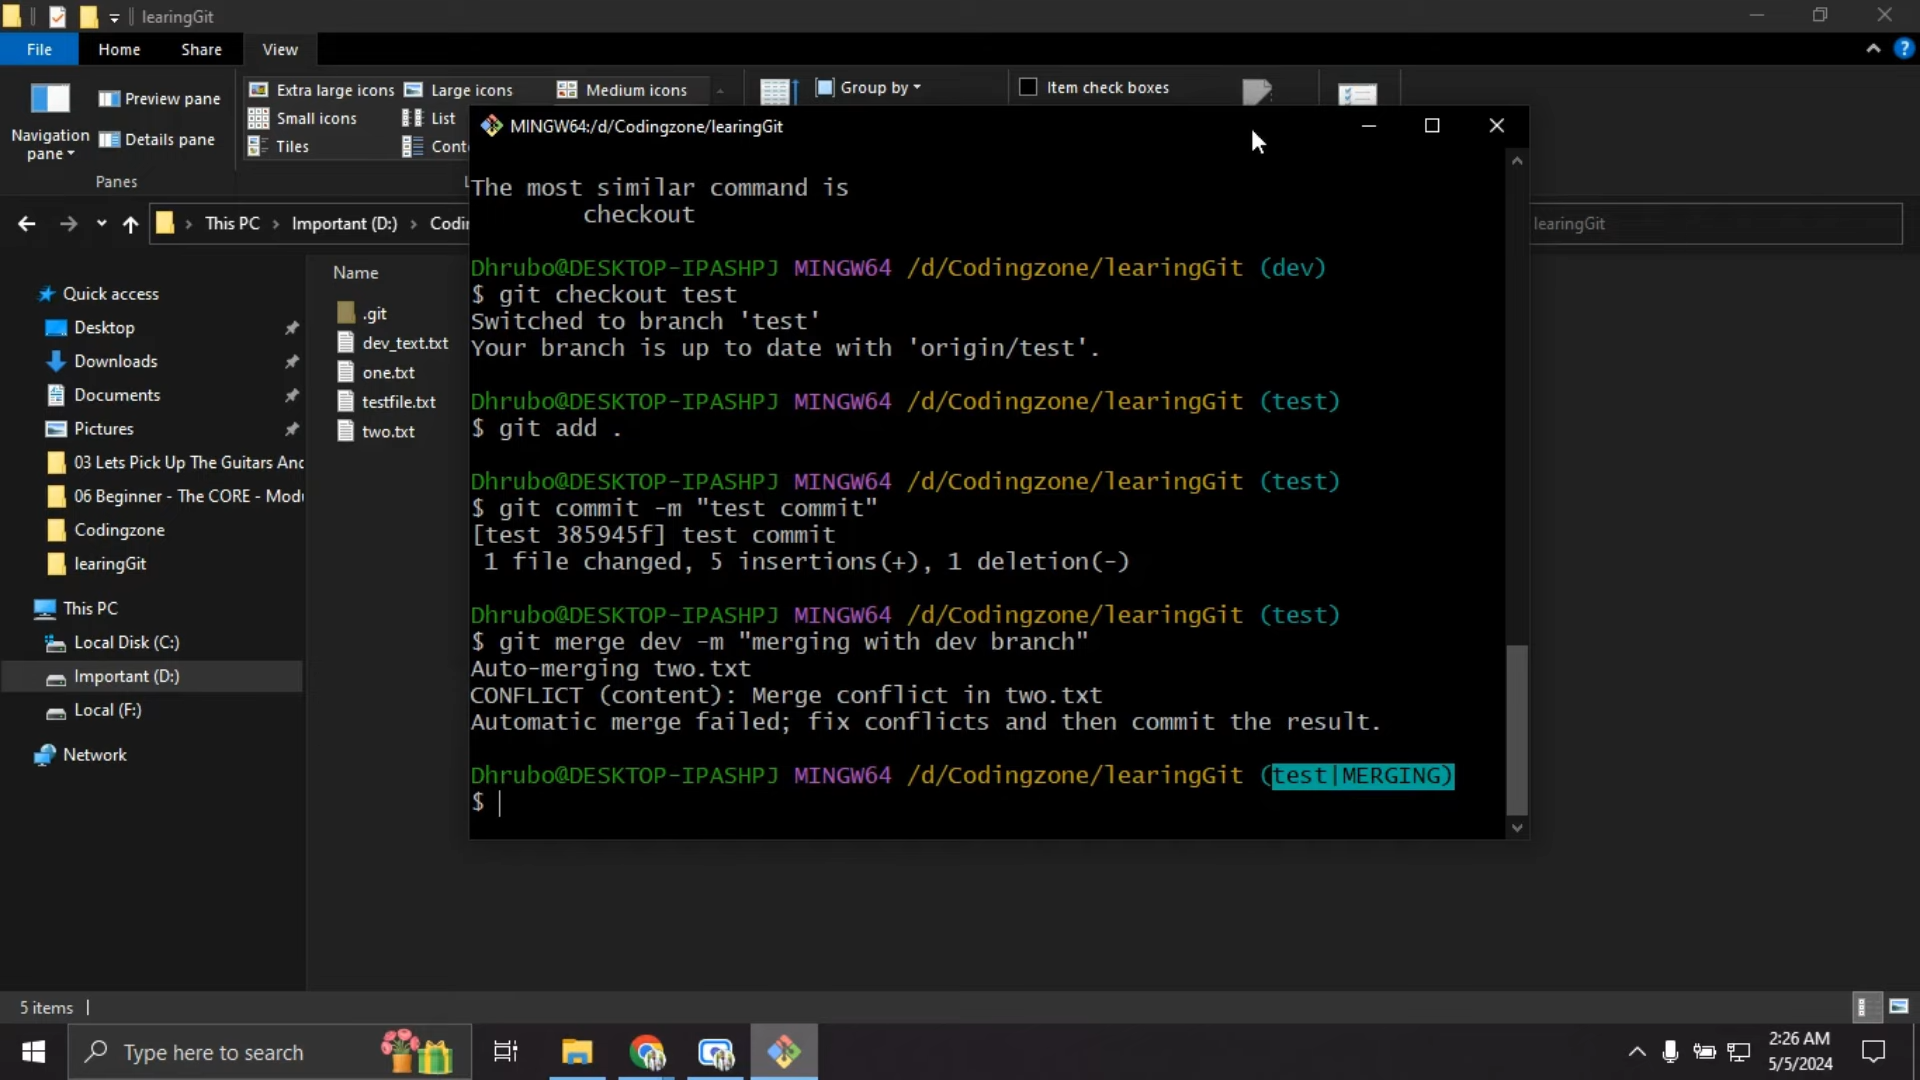 learingGit
File
Home
Share
View
Navigation
pane
Preview pane
Details pane
Panes
Extra large icons
Large icons
Medium icons
Small icons
List
Tiles
Group by
Item check boxes
This PC
Important (D:)
learingGit
Quick access
Desktop
Downloads
Documents
Pictures
03 Lets Pick Up The Guitars And
06 Beginner - The CORE - Modu
Codingzone
learingGit
This PC
Local Disk (C:)
Important (D:)
Local (F:)
Network
Name
.git
dev_text.txt
one.txt
testfile.txt
two.txt
MINGW64:/d/Codingzone/learingGit
The most similar command is
checkout
Dhrubo@DESKTOP-IPASHPJ MINGW64 /d/Codingzone/learingGit (dev)
$ git checkout test
Switched to branch 'test'
Your branch is up to date with 'origin/test'.
Dhrubo@DESKTOP-IPASHPJ MINGW64 /d/Codingzone/learingGit (test)
$ git add .
Dhrubo@DESKTOP-IPASHPJ MINGW64 /d/Codingzone/learingGit (test)
$ git commit -m "test commit"
[test 385945f] test commit
1 file changed, 5 insertions(+), 1 deletion(-)
Dhrubo@DESKTOP-IPASHPJ MINGW64 /d/Codingzone/learingGit (test)
$ git merge dev -m "merging with dev branch"
Auto-merging two.txt
CONFLICT (content): Merge conflict in two.txt
Automatic merge failed; fix conflicts and then commit the result.
Dhrubo@DESKTOP-IPASHPJ MINGW64 /d/Codingzone/learingGit (test|MERGING)
$
5 items
Type here to search
2:26 AM
5/5/2024